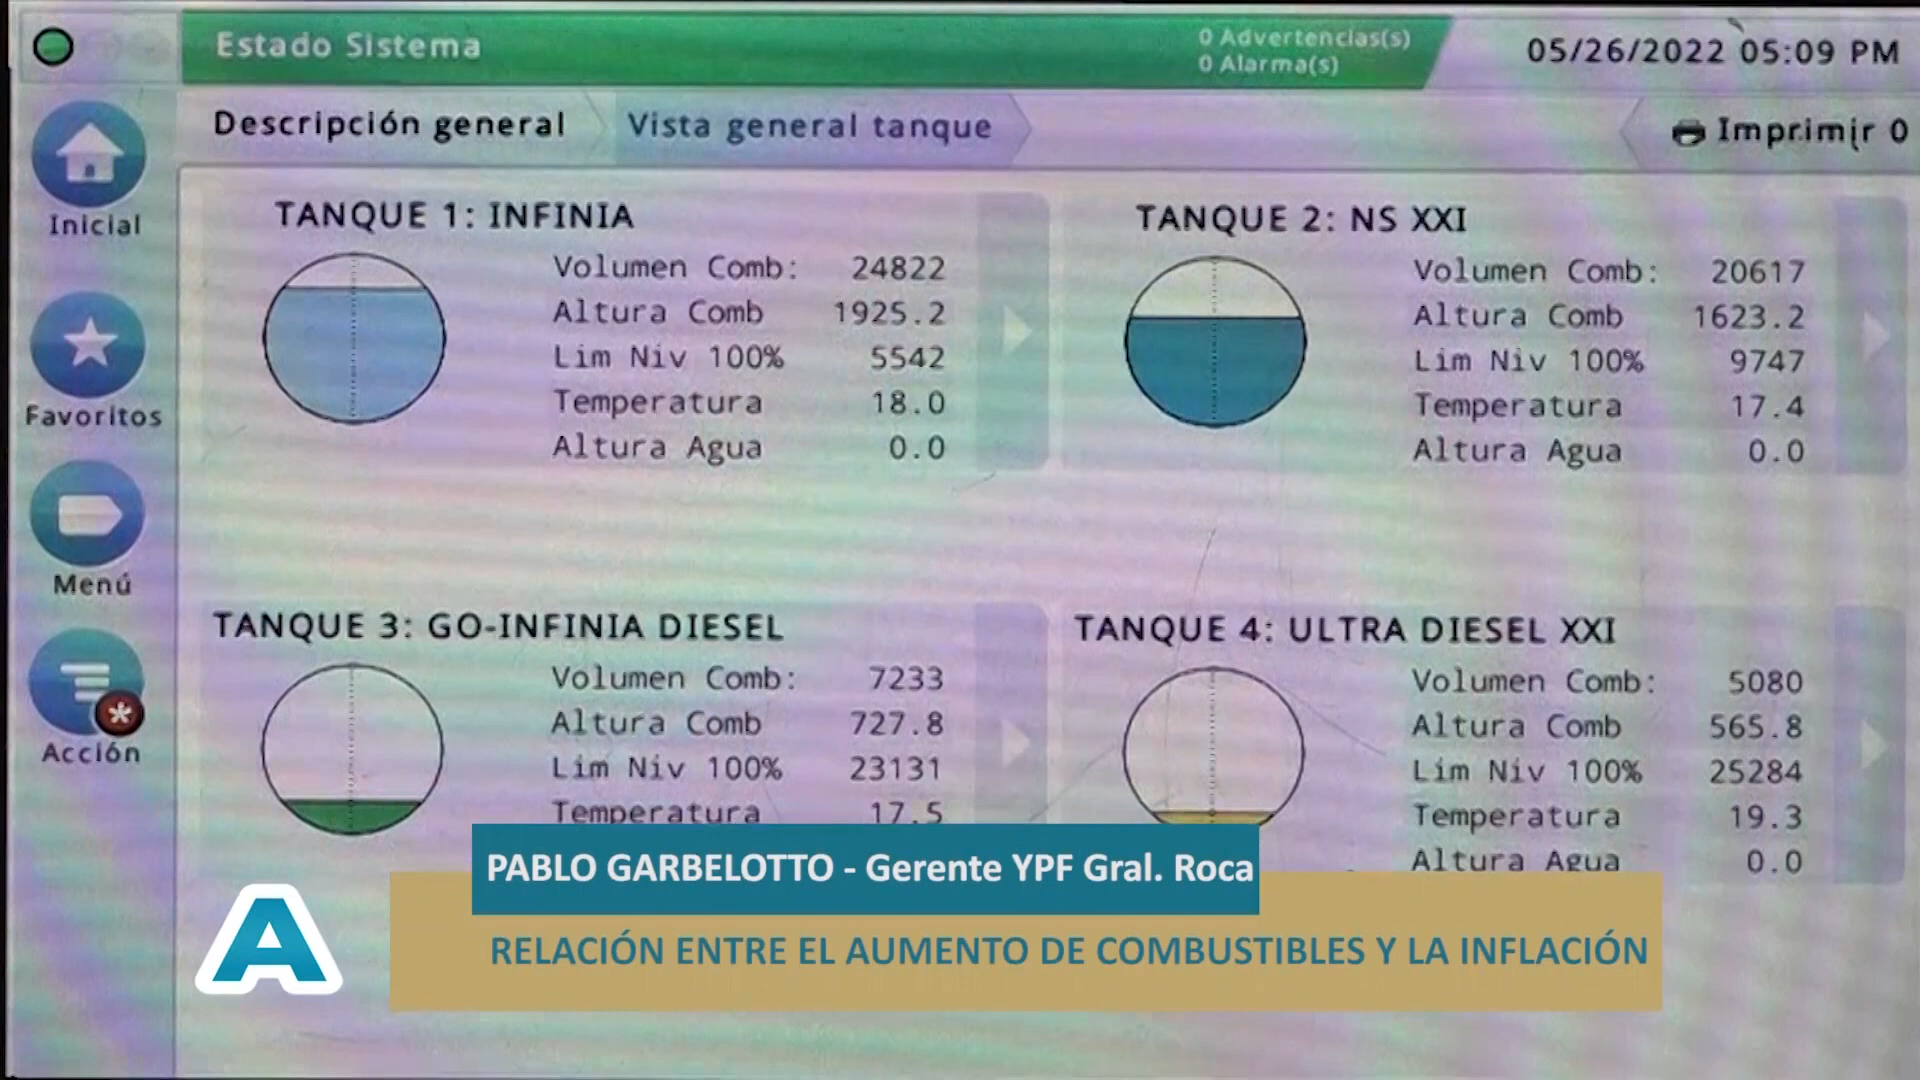 Estado Sistema
0 Advertencias(s)
0 Alarma(s)
05/26/2022 05:09 PM
Descripción general
Vista general tanque
Imprimir 0
Inicial
Favoritos
Menú
Acción
TANQUE 1: INFINIA
Volumen Comb: 24822
Altura Comb 1925.2
Lim Niv 100% 5542
Temperatura 18.0
Altura Agua 0.0
TANQUE 2: NS XXI
Volumen Comb: 20617
Altura Comb 1623.2
Lim Niv 100% 9747
Temperatura 17.4
Altura Agua 0.0
TANQUE 3: GO-INFINIA DIESEL
Volumen Comb: 7233
Altura Comb 727.8
Lim Niv 100% 23131
Temperatura 17.5
TANQUE 4: ULTRA DIESEL XXI
Volumen Comb: 5080
Altura Comb 565.8
Lim Niv 100% 25284
Temperatura 19.3
Altura Agua 0.0
PABLO GARBELOTTO - Gerente YPF Gral. Roca
A
RELACIÓN ENTRE EL AUMENTO DE COMBUSTIBLES Y LA INFLACIÓN